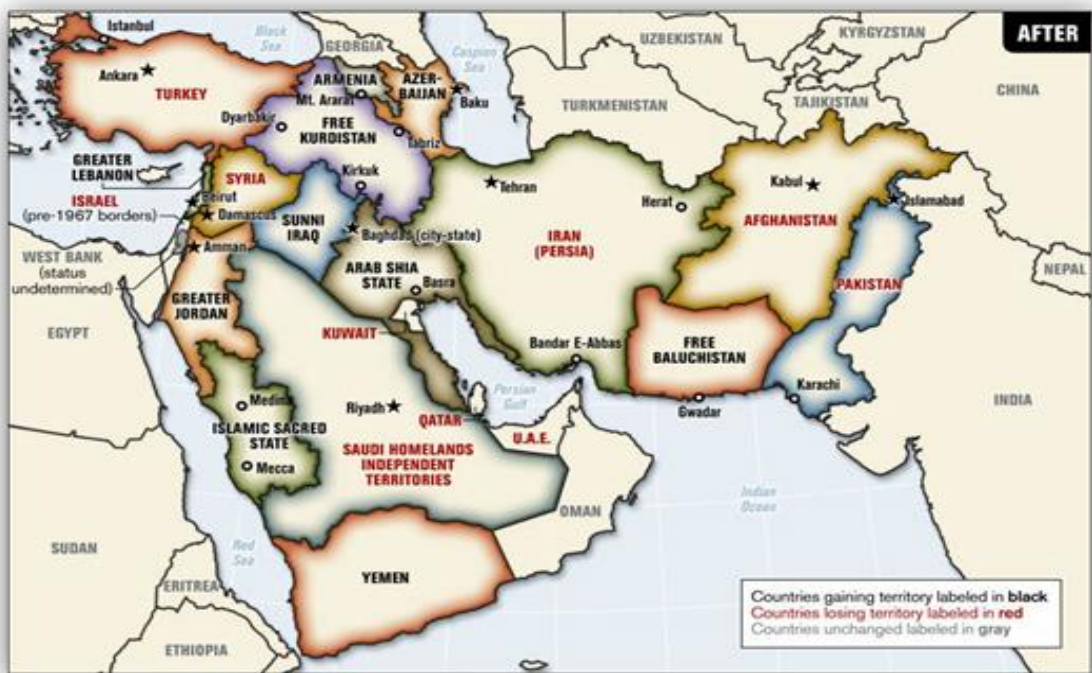 AFTER
Istanbul
Black
Sea
GEORGIA
Caspian
Sea
UZBEKISTAN
KYRGYZSTAN
Ankara
TURKEY
ARMENIA
Mt. Ararat
AZER-
BAIJAN
Baku
TURKMENISTAN
TAJIKISTAN
CHINA
Dyarbakir
FREE
KURDISTAN
Tabriz
GREATER
LEBANON
SYRIA
Kirkuk
Tehran
Kabul
Herat
Islamabad
ISRAEL
(pre-1967 borders)
Beirut
Damascus
SUNNI
IRAQ
Baghdad (city-state)
IRAN
(PERSIA)
AFGHANISTAN
WEST BANK
(status
undetermined)
Amman
ARAB SHIA
STATE
Basra
PAKISTAN
NEPAL
GREATER
JORDAN
EGYPT
KUWAIT
Bandar E-Abbas
FREE
BALUCHISTAN
Karachi
Gwadar
INDIA
Medina
ISLAMIC SACRED
STATE
Mecca
Riyadh
Persian
Gulf
QATAR
U.A.E.
SAUDI HOMELANDS
INDEPENDENT
TERRITORIES
OMAN
Indian
Ocean
SUDAN
Red
Sea
ERITREA
YEMEN
ETHIOPIA
Countries gaining territory labeled in black
Countries losing territory labeled in red
Countries unchanged labeled in gray